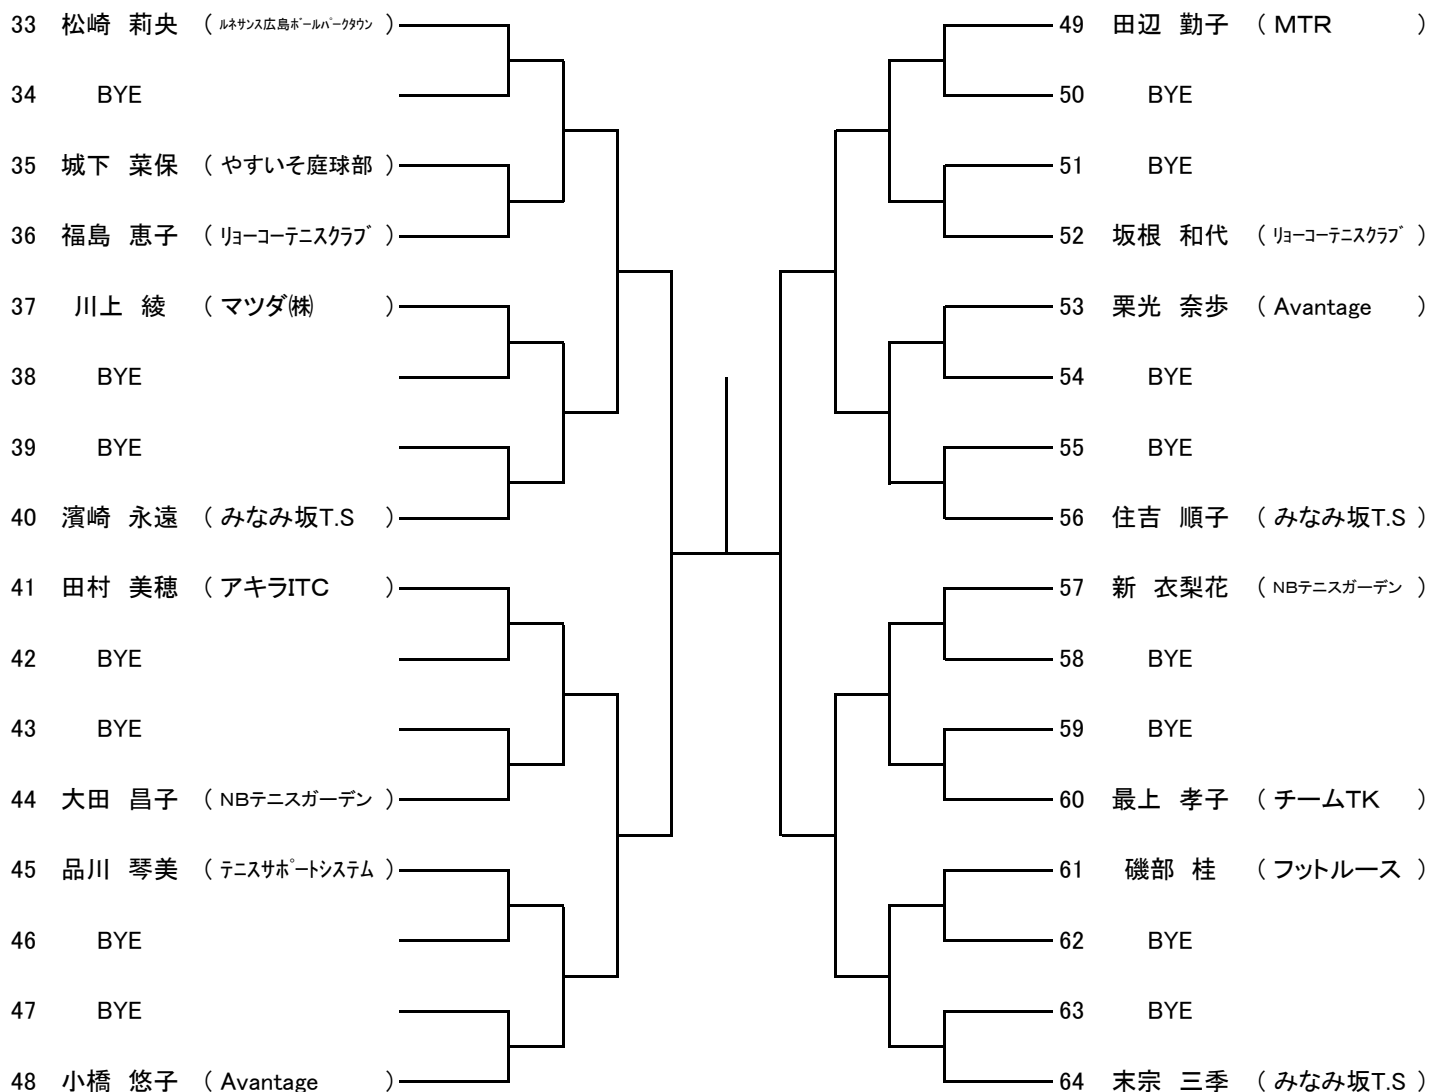 33 松崎 莉央 （ ﾙﾈｻﾝｽ広島ﾎﾞｰﾙﾊﾟｰｸﾀｳﾝ ）
34 BYE
35 城下 菜保 （ やすいそ庭球部 ）
36 福島 恵子 （ ﾘｮｰｺｰﾃﾆｽｸﾗﾌﾞ ）
37 川上 綾 （ マツダ㈱ ）
38 BYE
39 BYE
40 濱崎 永遠 （ みなみ坂T.S ）
41 田村 美穂 （ アキラITC ）
42 BYE
43 BYE
44 大田 昌子 （ NBテニスガーデン ）
45 品川 琴美 （ ﾃﾆｽｻﾎﾟｰﾄｼｽﾃﾑ ）
46 BYE
47 BYE
48 小橋 悠子 （ Avantage ）
49 田辺 勤子 （ MTR ）
50 BYE
51 BYE
52 坂根 和代 （ ﾘｮｰｺｰﾃﾆｽｸﾗﾌﾞ ）
53 栗光 奈歩 （ Avantage ）
54 BYE
55 BYE
56 住吉 順子 （ みなみ坂T.S ）
57 新 衣梨花 （ NBテニスガーデン ）
58 BYE
59 BYE
60 最上 孝子 （ チームTK ）
61 磯部 桂 （ フットルース ）
62 BYE
63 BYE
64 末宗 三季 （ みなみ坂T.S ）